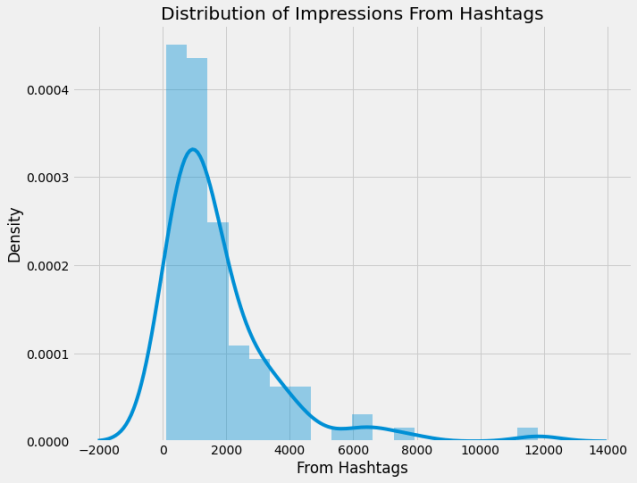 Distribution of Impressions From Hashtags
0.0004
0.0003
0.0002
0.0001
0.0000
Density
−2000 0 2000 4000 6000 8000 10000 12000 14000
From Hashtags